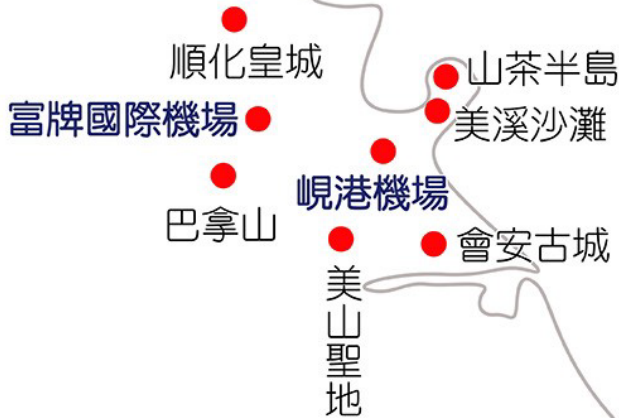 順化皇城
山茶半島
富牌國際機場
美溪沙灘
峴港機場
巴拿山
會安古城
美山聖地